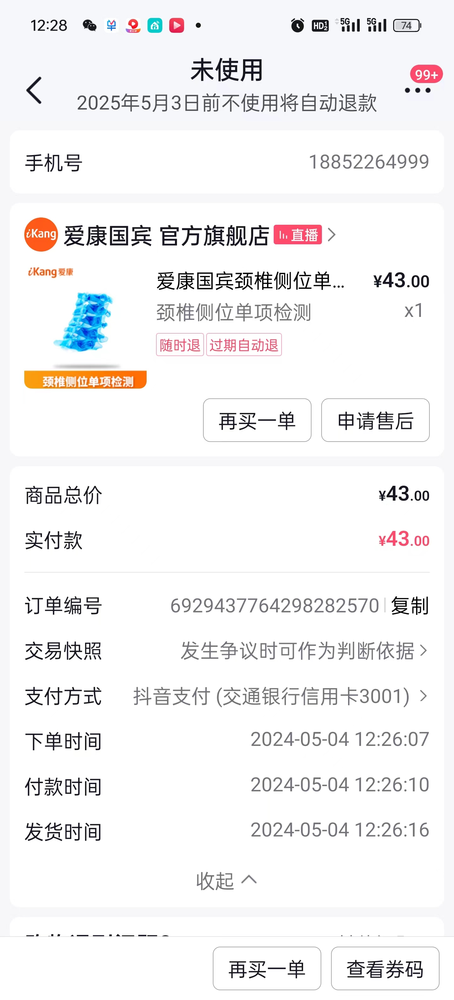 12:28
HD 1 2 5G 5G 74
未使用
99+
2025年5月3日前不使用将自动退款
手机号 18852264999
iKang 爱康国宾 官方旗舰店 直播
iKang爱康
爱康国宾颈椎侧位单... ¥43.00
颈椎侧位单项检测 x1
随时退 过期自动退
颈椎侧位单项检测
再买一单 申请售后
商品总价 ¥43.00
实付款 ¥43.00
订单编号 6929437764298282570 复制
交易快照 发生争议时可作为判断依据
支付方式 抖音支付 (交通银行信用卡3001)
下单时间 2024-05-04 12:26:07
付款时间 2024-05-04 12:26:10
发货时间 2024-05-04 12:26:16
收起
再买一单 查看券码